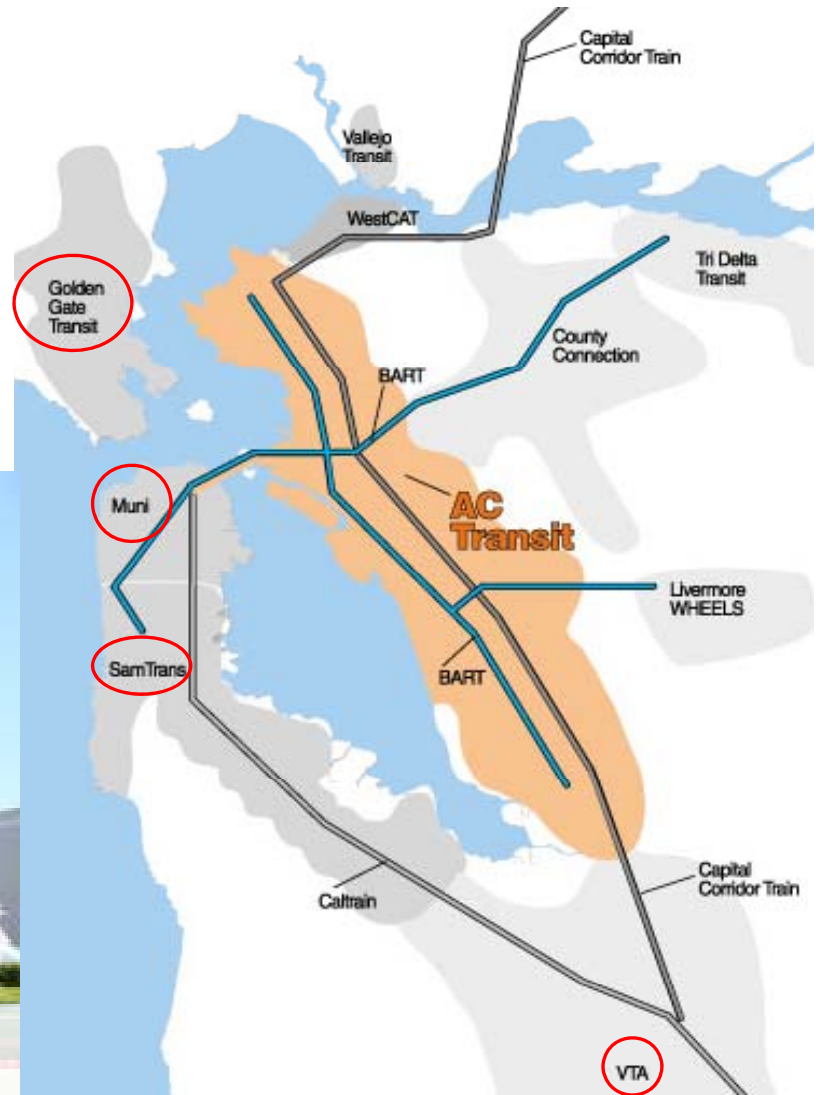 Capital
Corridor Train
Vallejo
Transit
WestCAT
Golden
Gate
Transit
Tri Delta
Transit
County
Connection
BART
Muni
AC
Transit
Livermore
WHEELS
SamTrans
BART
Capital
Corridor Train
Caltrain
VTA